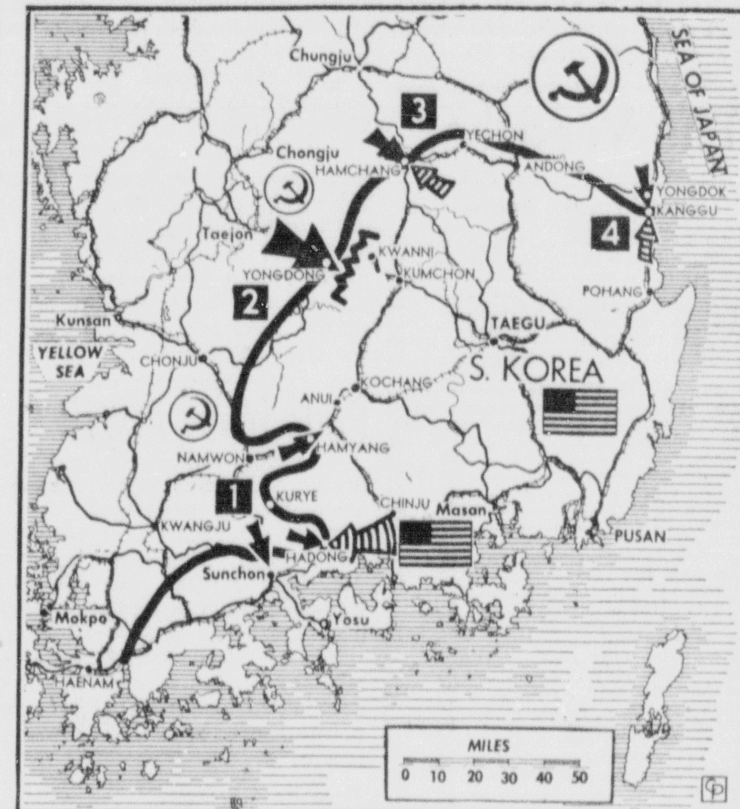 SEA OF JAPAN
Chungju
3
YECHON
Chongju
HAMCHANG
ANDONG
YONGDOK
KANGGU
4
Taejon
KWANNI
YONGDONG
KUMCHON
2
POHANG
Kunsan
TAEGU
YELLOW
SEA
CHONJU
S. KOREA
KOCHANG
ANUI
HAMYANG
NAMWON
1
KURYE
CHINJU
Masan
KWANGJU
PUSAN
HADONG
Sunchon
Mokpo
Yosu
HAENAM
MILES
0 10 20 30 40 50
CP